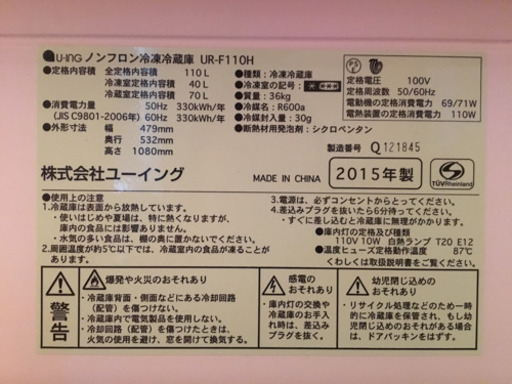 U-ING ノンフロン冷凍冷蔵庫 UR-F110H
●定格内容積 全定格内容積 110L
冷凍室定格内容積 40L
冷蔵室定格内容積 70L
●消費電力量 50Hz 330kWh/年
(JIS C9801-2006年) 60Hz 330kWh/年
●外形寸法 幅 479mm
奥行 532mm
高さ 1080mm
●種類:冷凍冷蔵庫
●冷凍室の記号:
●質量:36kg
●冷媒名:R600a
●冷媒封入量:30g
●断熱材用発泡剤:シクロペンタン
PS E
定格電圧 100V
定格周波数 50/60Hz
電動機の定格消費電力 69/71W
電熱装置の定格消費電力 110W
製造番号 Q121845
株式会社ユーイング
MADE IN CHINA
2015年製
TÜVRheinland
●使用上の注意
1.冷蔵庫は表面から放熱しています。
・使いはじめや夏場は、特に熱くなりますが、
庫内の食品には影響がありません。
・水気の多い食品は、棚の奥に置かないでください。
2.周囲温度が約5℃以下では、冷蔵室内の食品が凍ることが
あります。
3.電源は、必ずコンセントからとってください。
4.差込みプラグを抜いたら6分待ってください。
・すぐに差し込むと冷蔵庫に無理がかかります。
●庫内灯の定格及び種類
110V 10W 白熱ランプ T20 E12
●温度ヒューズ定格動作温度 87℃
くわしくは取扱説明書をご覧ください。
警告
爆発や火災のおそれあり
・冷蔵庫背面・側面などにある冷却回路
(配管)を傷つけない。
・冷蔵庫内で電気製品を使用しない。
・冷却回路(配管)を傷つけたときは、
火気の使用を避け、窓を開けて換気する。
感電の
おそれあり
・庫内灯の交換や
冷蔵庫のお手入
れ時は、差込み
プラグを抜く。
幼児閉じ込めの
おそれあり
・リサイクル処理などのため一
時的に保管するとき、もし幼
児閉じ込めのおそれがある場合
は、ドアパッキンをはずす。